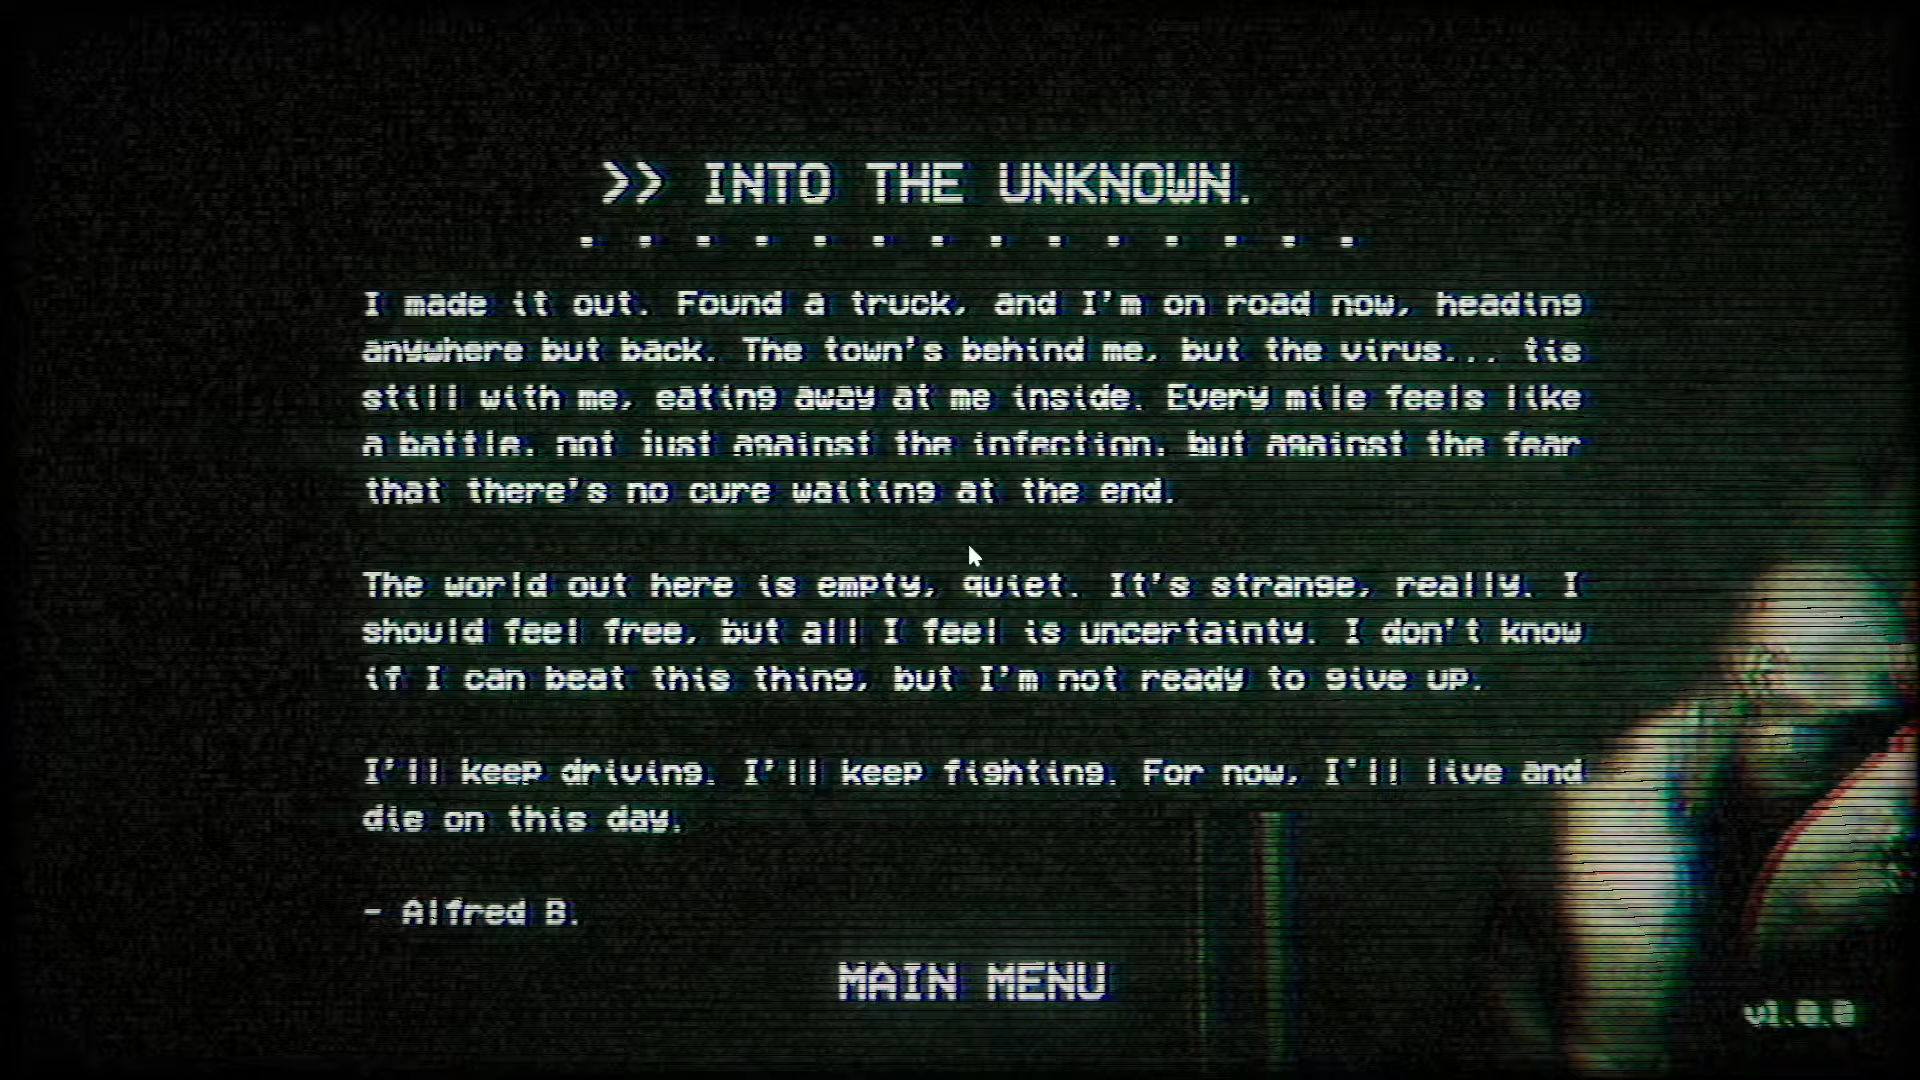 >> INTO THE UNKNOWN.
- - - - - - - - - - - - - -
I made it out. Found a truck, and I'm on road now, heading
anywhere but back. The town's behind me, but the virus... tis
still with me, eating away at me inside. Every mile feels like
a battle, not just against the infection, but against the fear
that there's no cure waiting at the end.
The world out here is empty, quiet. It's strange, really. I
should feel free, but all I feel is uncertainty. I don't know
if I can beat this thing, but I'm not ready to give up.
I'll keep driving. I'll keep fighting. For now, I'll live and
die on this day.
- Alfred B.
MAIN MENU
v1.0.0